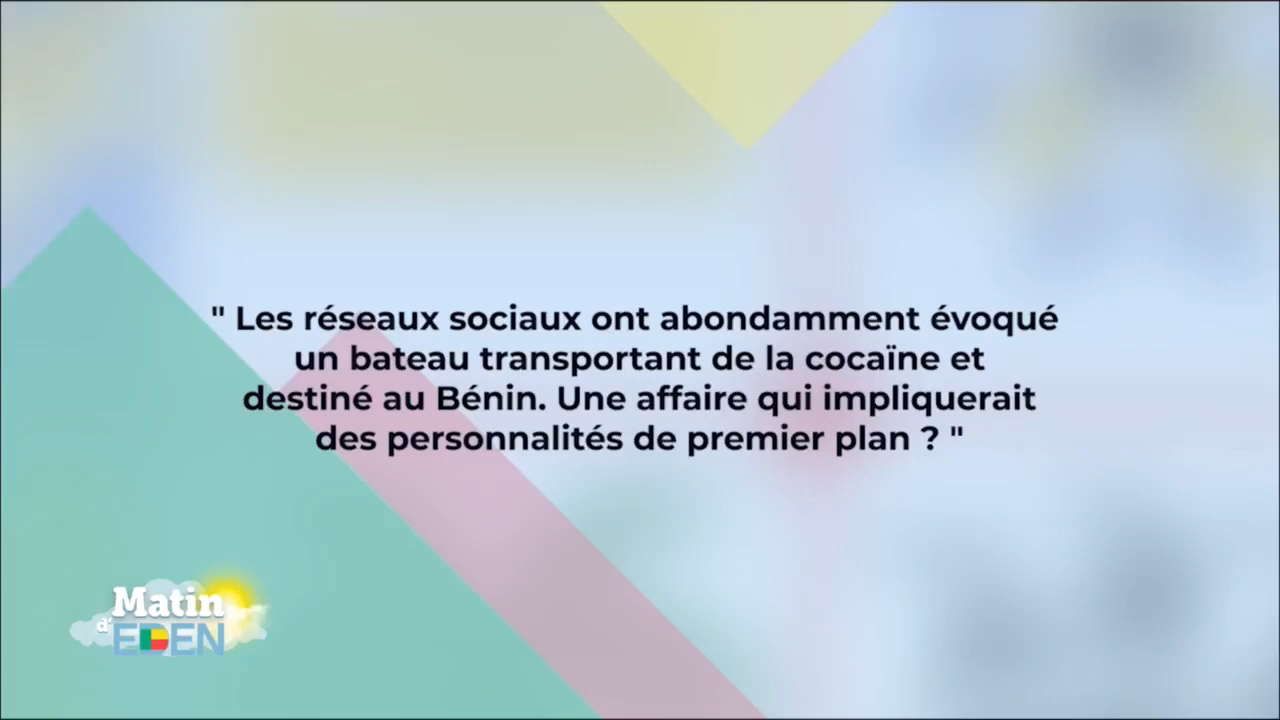 " Les réseaux sociaux ont abondamment évoqué
un bateau transportant de la cocaïne et
destiné au Bénin. Une affaire qui impliquerait
des personnalités de premier plan ? "
Matin
d'EDEN